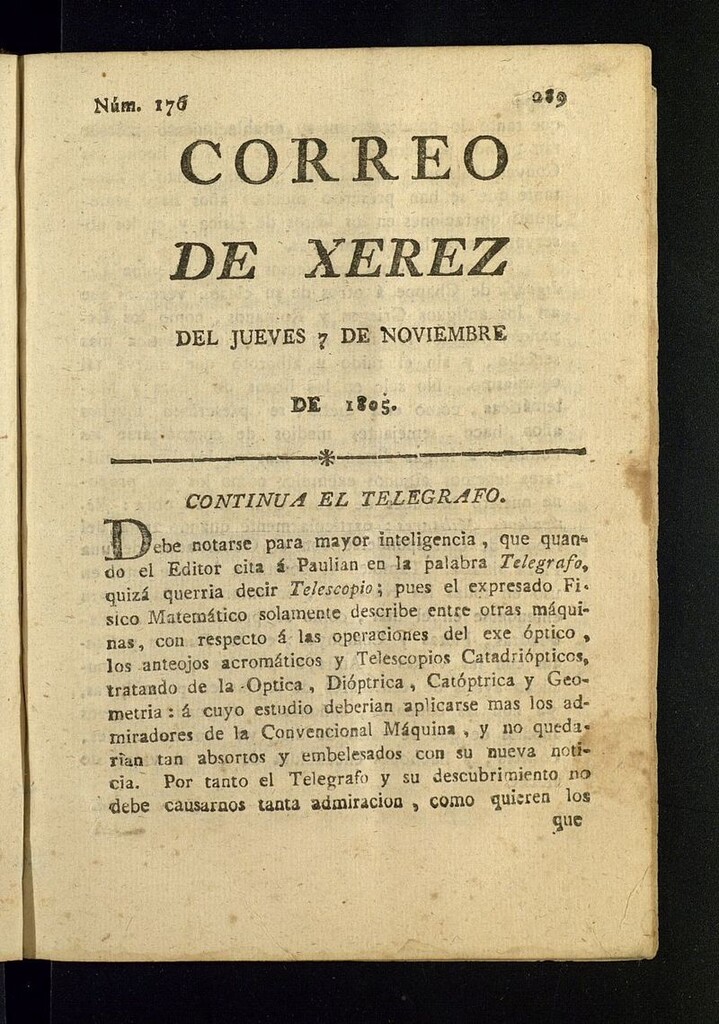 Núm. 176 289
CORREO
DE XEREZ
DEL JUEVES 7 DE NOVIEMBRE
DE 1805.
CONTINUA EL TELEGRAFO.
Debe notarse para mayor inteligencia, que quan-
do el Editor cita á Paulian en la palabra Telegrafo,
quizá querria decir Telescopio; pues el expresado Fi-
sico Matemático solamente describe entre otras máqui-
nas, con respecto á las operaciones del exe óptico,
los anteojos acromáticos y Telescopios Catadriópticos,
tratando de la Optica, Dióptrica, Catóptrica y Geo-
metria: á cuyo estudio deberian aplicarse mas los ad-
miradores de la Convencional Máquina, y no queda-
rían tan absortos y embelesados con su nueva noti-
cia. Por tanto el Telegrafo y su descubrimiento no
debe causarnos tanta admiracion, como quieren los
que